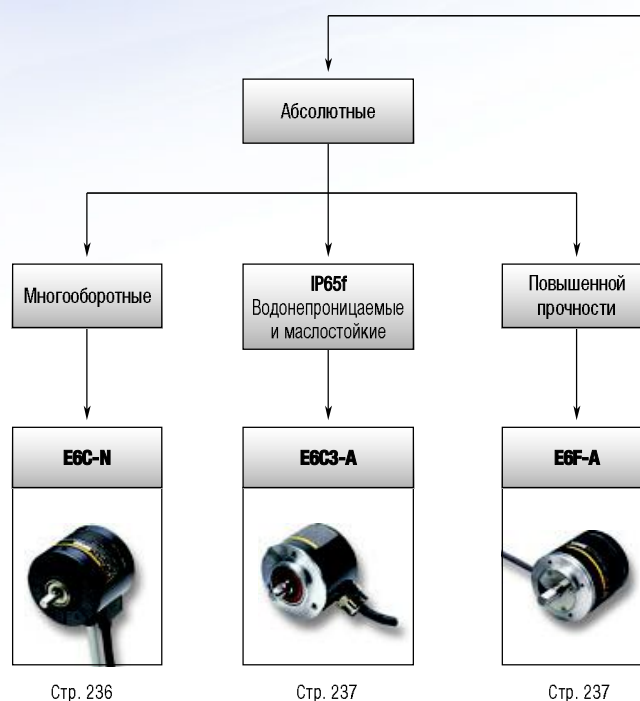 Абсолютные
Многооборотные
IP65f
Водонепроницаемые
и маслостойкие
Повышенной
прочности
E6C-N
E6C3-A
E6F-A
Стр. 236
Стр. 237
Стр. 237